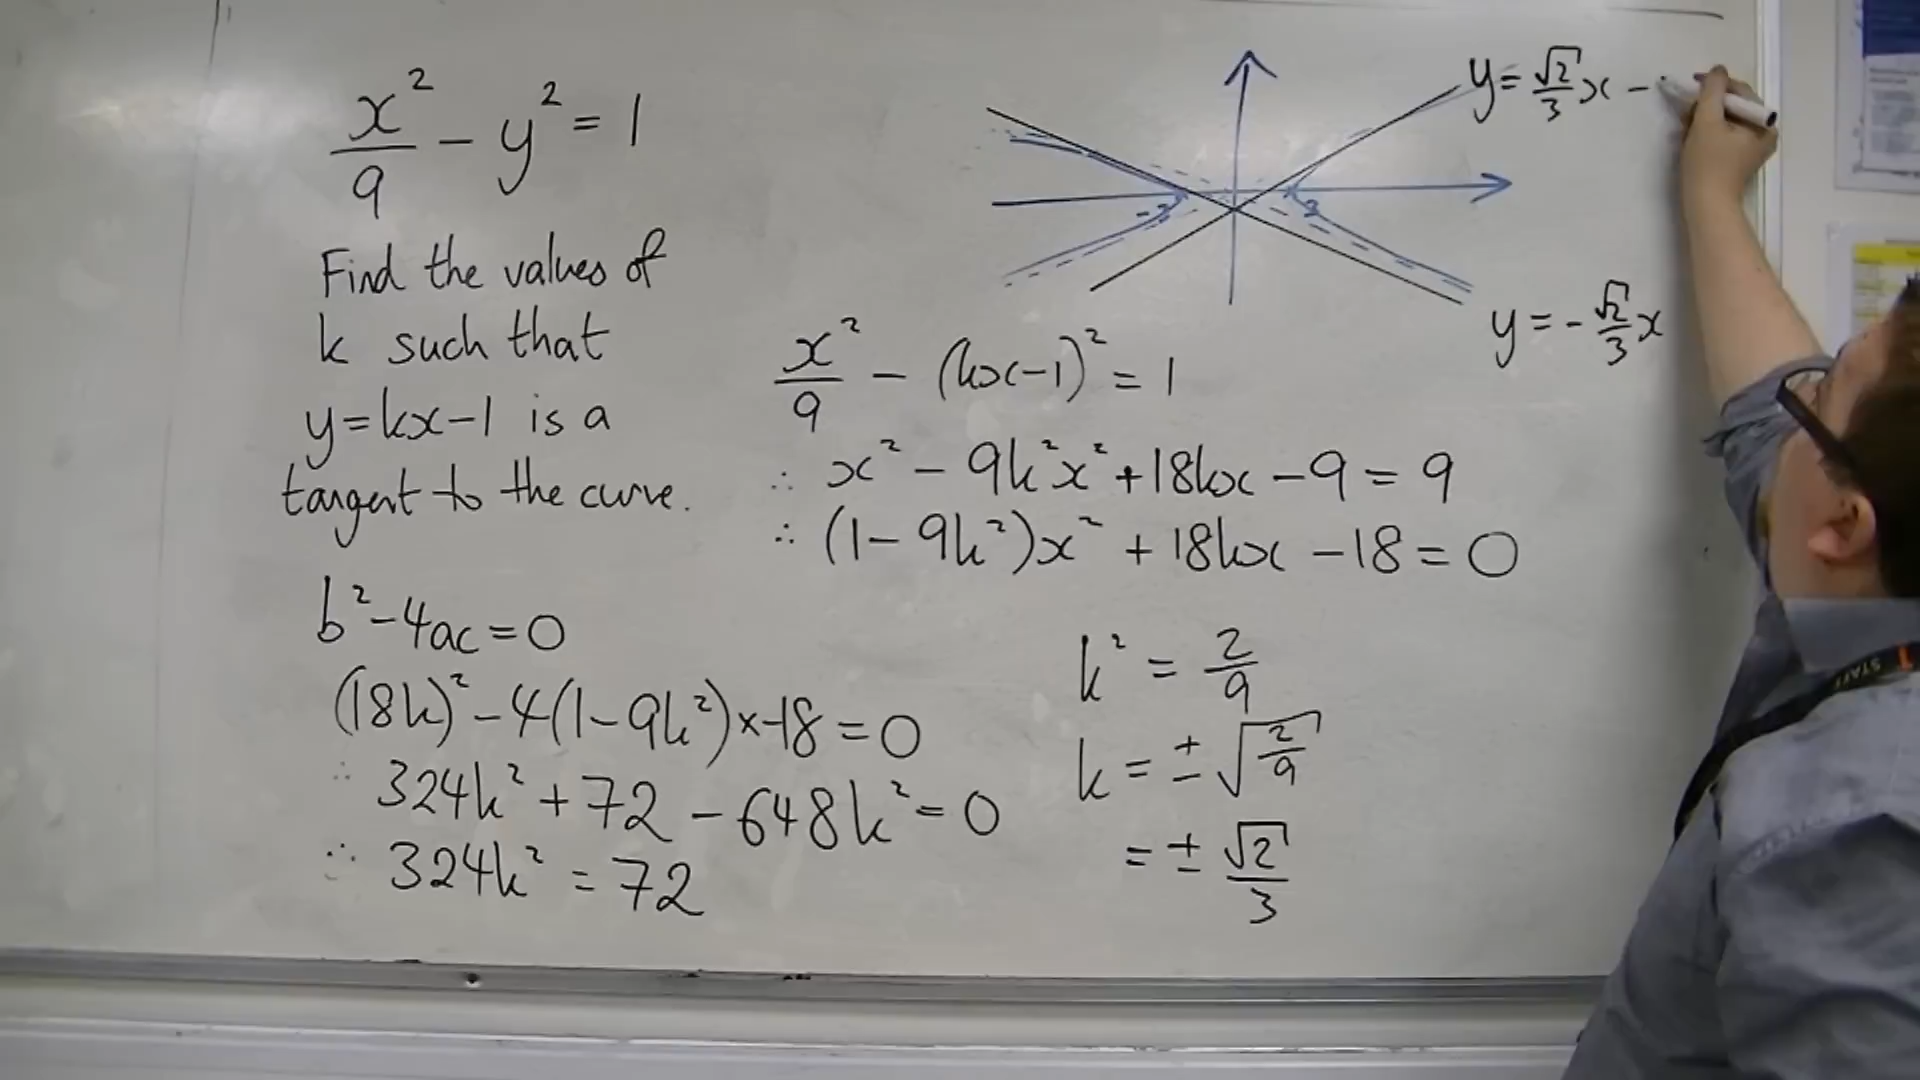 x²/9 - y² = 1
Find the values of
k such that
y=kx-1 is a
tangent to the curve.
b²-4ac=0
(18k)²-4(1-9k²)×-18=0
∴ 324k²+72-648k²=0
∴ 324k²=72
y=√2/3x -
-3
3
y=-√2/3x
x²/9 - (kx-1)² = 1
∴ x²-9k²x²+18kx-9=9
∴ (1-9k²)x²+18kx-18=0
k²=2/9
k=±√(2/9)
=±√2/3